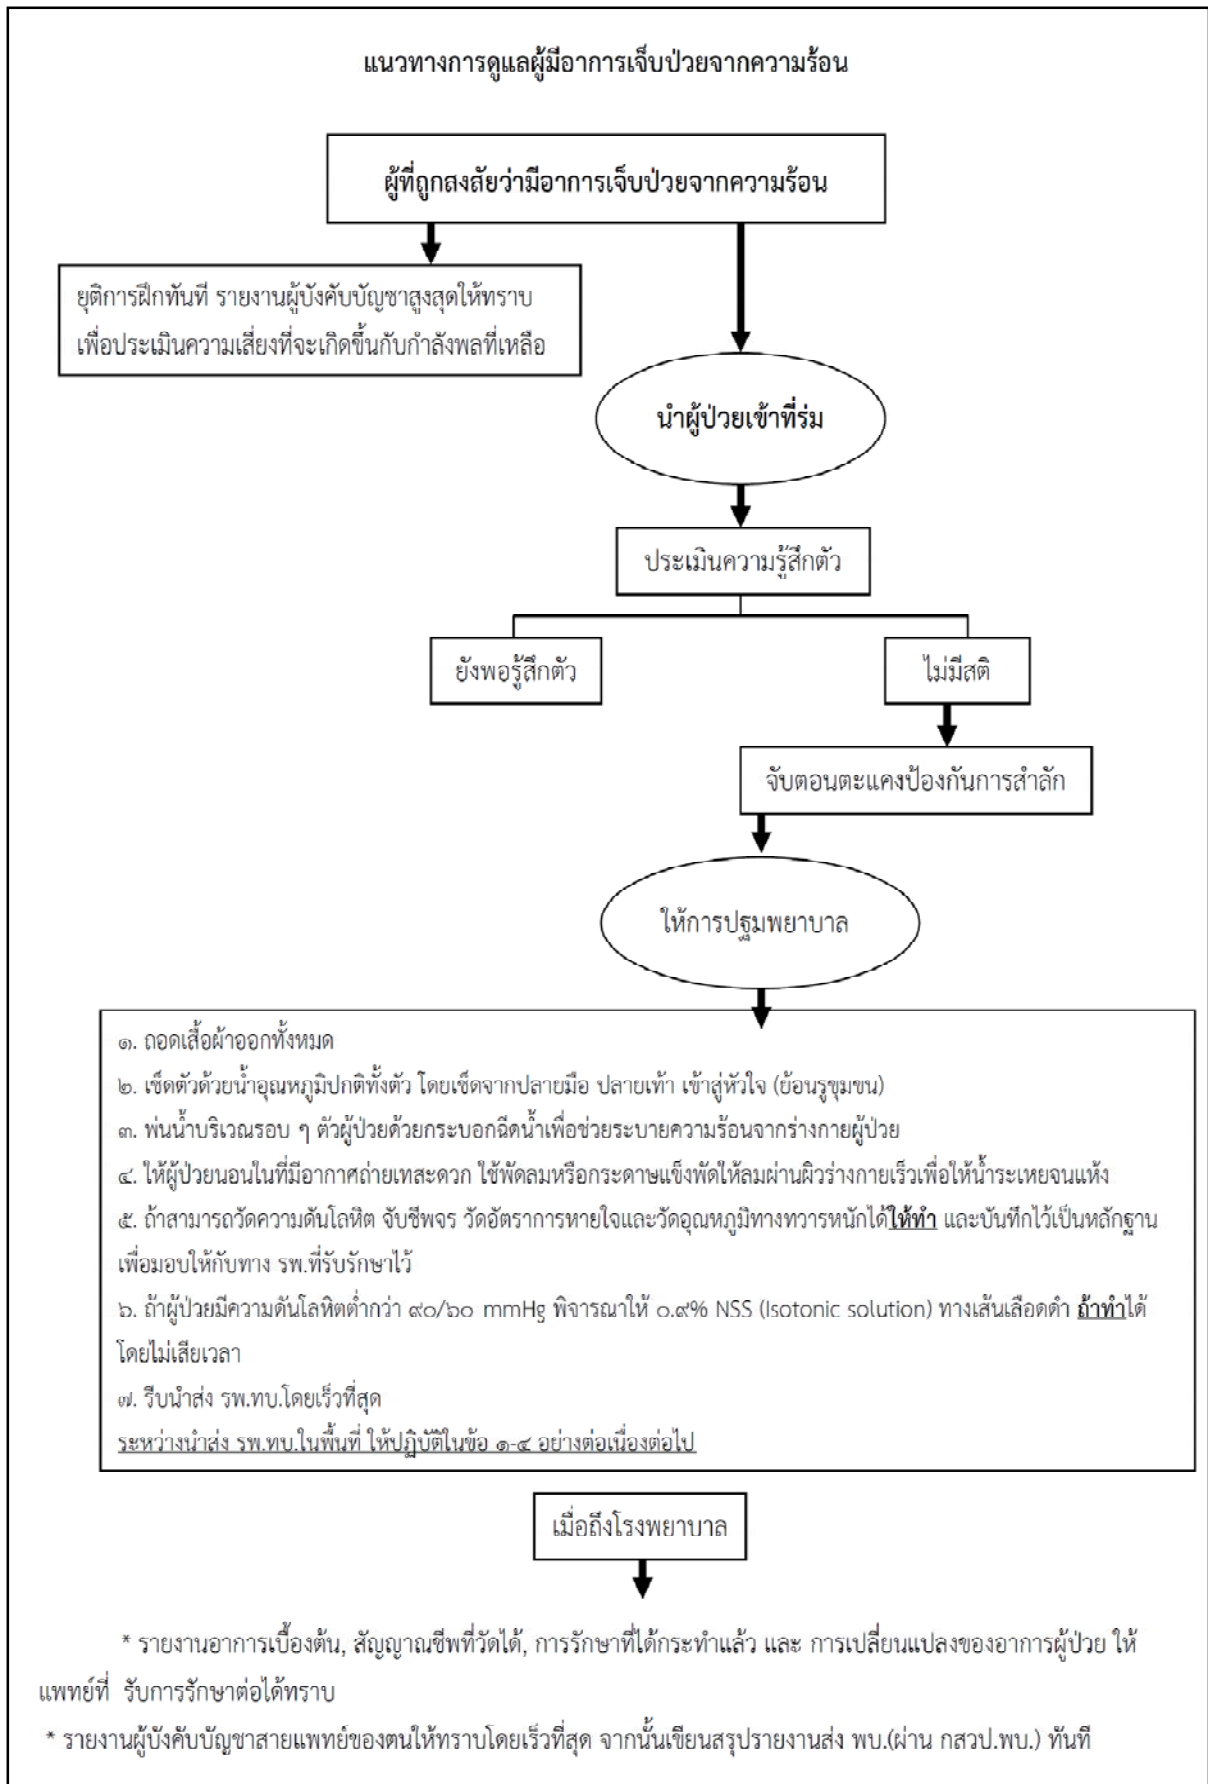 แนวทางการดูแลผู้มีอาการเจ็บป่วยจากความร้อน
ผู้ที่ถูกสงสัยว่ามีอาการเจ็บป่วยจากความร้อน
ยุติการฝึกทันที รายงานผู้บังคับบัญชาสูงสุดให้ทราบ
เพื่อประเมินความเสี่ยงที่จะเกิดขึ้นกับกำลังพลที่เหลือ
นำผู้ป่วยเข้าที่ร่ม
ประเมินความรู้สึกตัว
ยังพอรู้สึกตัว
ไม่มีสติ
จับตอนตะแคงป้องกันการสำลัก
ให้การปฐมพยาบาล
๑. ถอดเสื้อผ้าออกทั้งหมด
๒. เช็ดตัวด้วยน้ำอุณหภูมิปกติทั้งตัว โดยเช็ดจากปลายมือ ปลายเท้า เข้าสู่หัวใจ (ย้อนรูขุมขน)
๓. พ่นน้ำบริเวณรอบ ๆ ตัวผู้ป่วยด้วยกระบอกฉีดน้ำเพื่อช่วยระบายความร้อนจากร่างกายผู้ป่วย
๔. ให้ผู้ป่วยนอนในที่มีอากาศถ่ายเทสะดวก ใช้พัดลมหรือกระดาษแข็งพัดให้ลมผ่านผิวร่างกายเร็วเพื่อให้น้ำระเหยจนแห้ง
๕. ถ้าสามารถวัดความดันโลหิต จับชีพจร วัดอัตราการหายใจและวัดอุณหภูมิทางทวารหนักได้ให้ทำ และบันทึกไว้เป็นหลักฐาน
เพื่อมอบให้กับทาง รพ.ที่รับรักษาไว้
๖. ถ้าผู้ป่วยมีความดันโลหิตต่ำกว่า ๙๐/๖๐ mmHg พิจารณาให้ ๐.๙% NSS (Isotonic solution) ทางเส้นเลือดดำ ถ้าทำได้
โดยไม่เสียเวลา
๗. รีบนำส่ง รพ.ทบ.โดยเร็วที่สุด
ระหว่างนำส่ง รพ.ทบ.ในพื้นที่ ให้ปฏิบัติในข้อ ๑-๔ อย่างต่อเนื่องต่อไป
เมื่อถึงโรงพยาบาล
* รายงานอาการเบื้องต้น, สัญญาณชีพที่วัดได้, การรักษาที่ได้กระทำแล้ว และ การเปลี่ยนแปลงของอาการผู้ป่วย ให้
แพทย์ที่ รับการรักษาต่อได้ทราบ
* รายงานผู้บังคับบัญชาสายแพทย์ของตนให้ทราบโดยเร็วที่สุด จากนั้นเขียนสรุปรายงานส่ง พบ.(ผ่าน กสวป.พบ.) ทันที